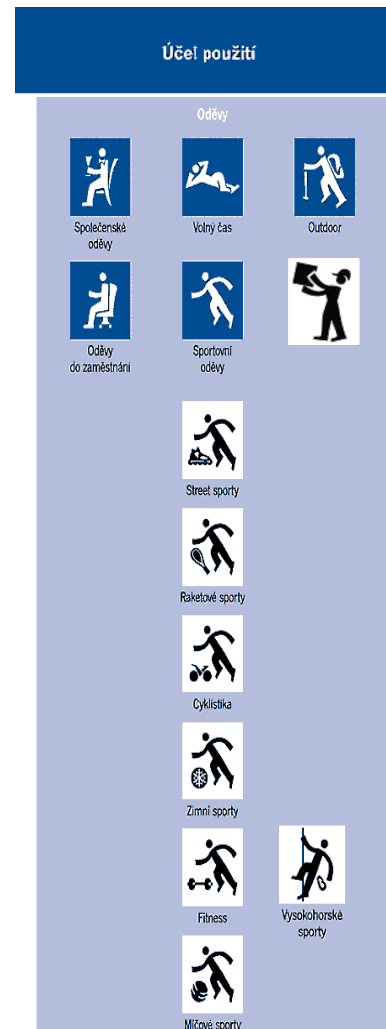 Účel použití
Oděvy
Společenské
oděvy
Volný čas
Outdoor
Oděvy
do zaměstnání
Sportovní
oděvy
Street sporty
Raketové sporty
Cyklistika
Zimní sporty
Fitness
Vysokohorské
sporty
Míčové sporty